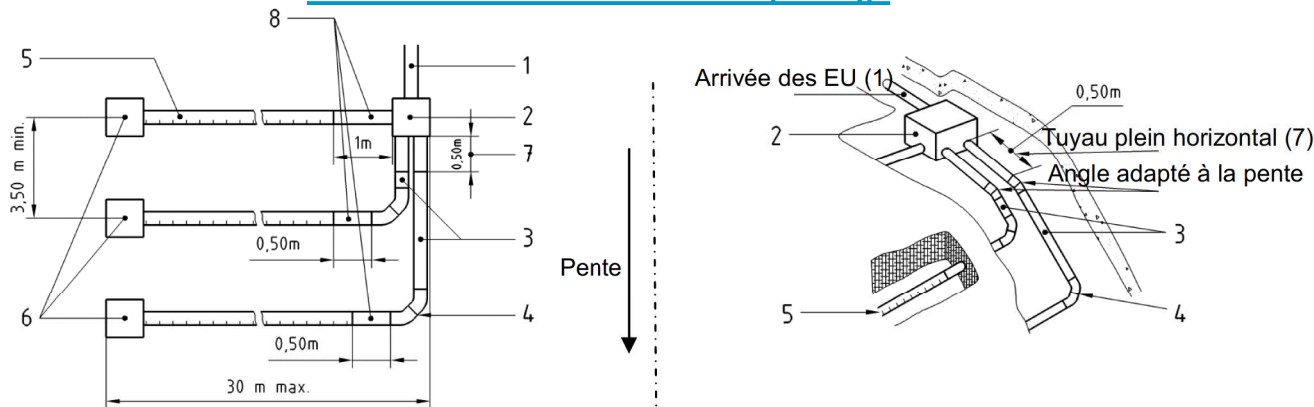 8
5
1
2
1m
0,50m
7
3,50 m min.
0,50m
3
6
4
0,50m
30 m max.
Pente
Arrivée des EU (1)
0,50m
2
Tuyau plein horizontal (7)
Angle adapté à la pente
3
5
4